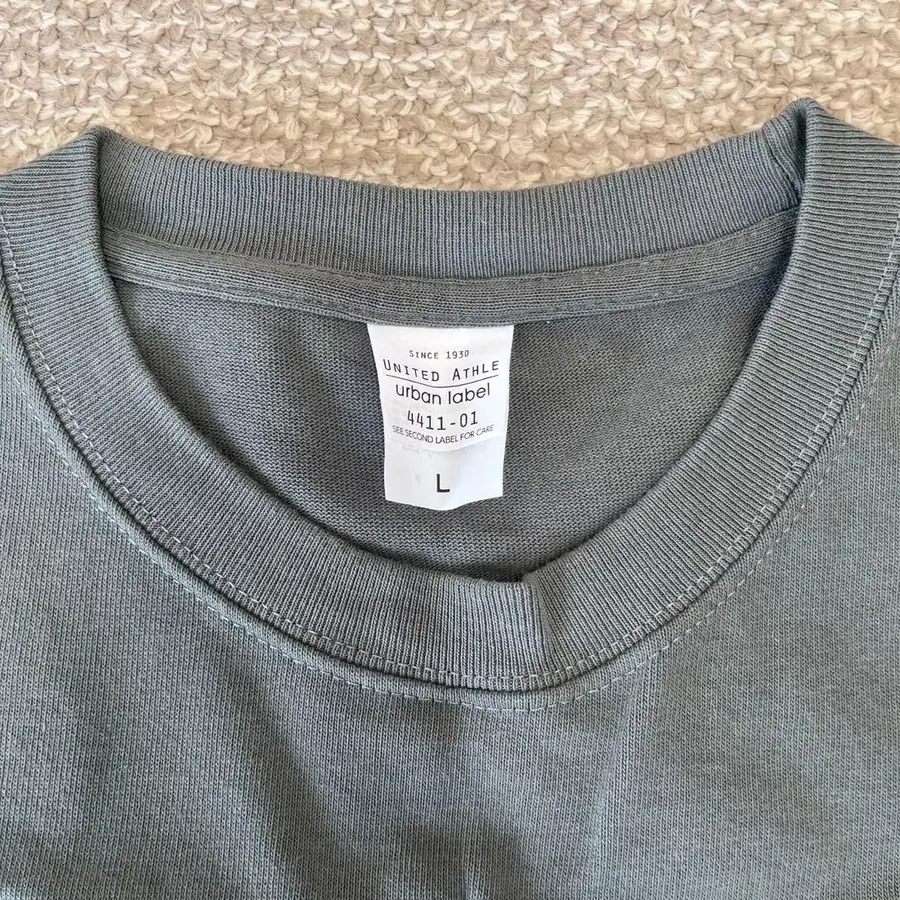 SINCE 1930
UNITED ATHLE
urban label
4411-01
SEE SECOND LABEL FOR CARE
L